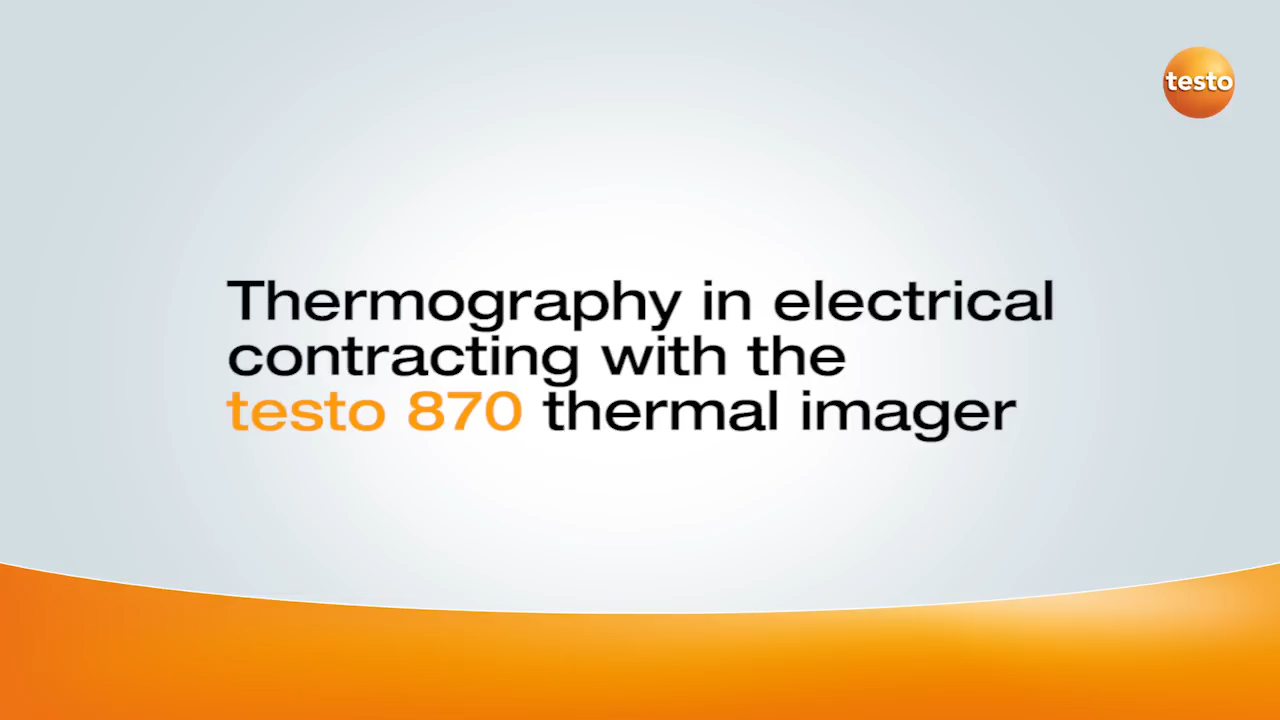 testo
Thermography in electrical
contracting with the
testo 870 thermal imager